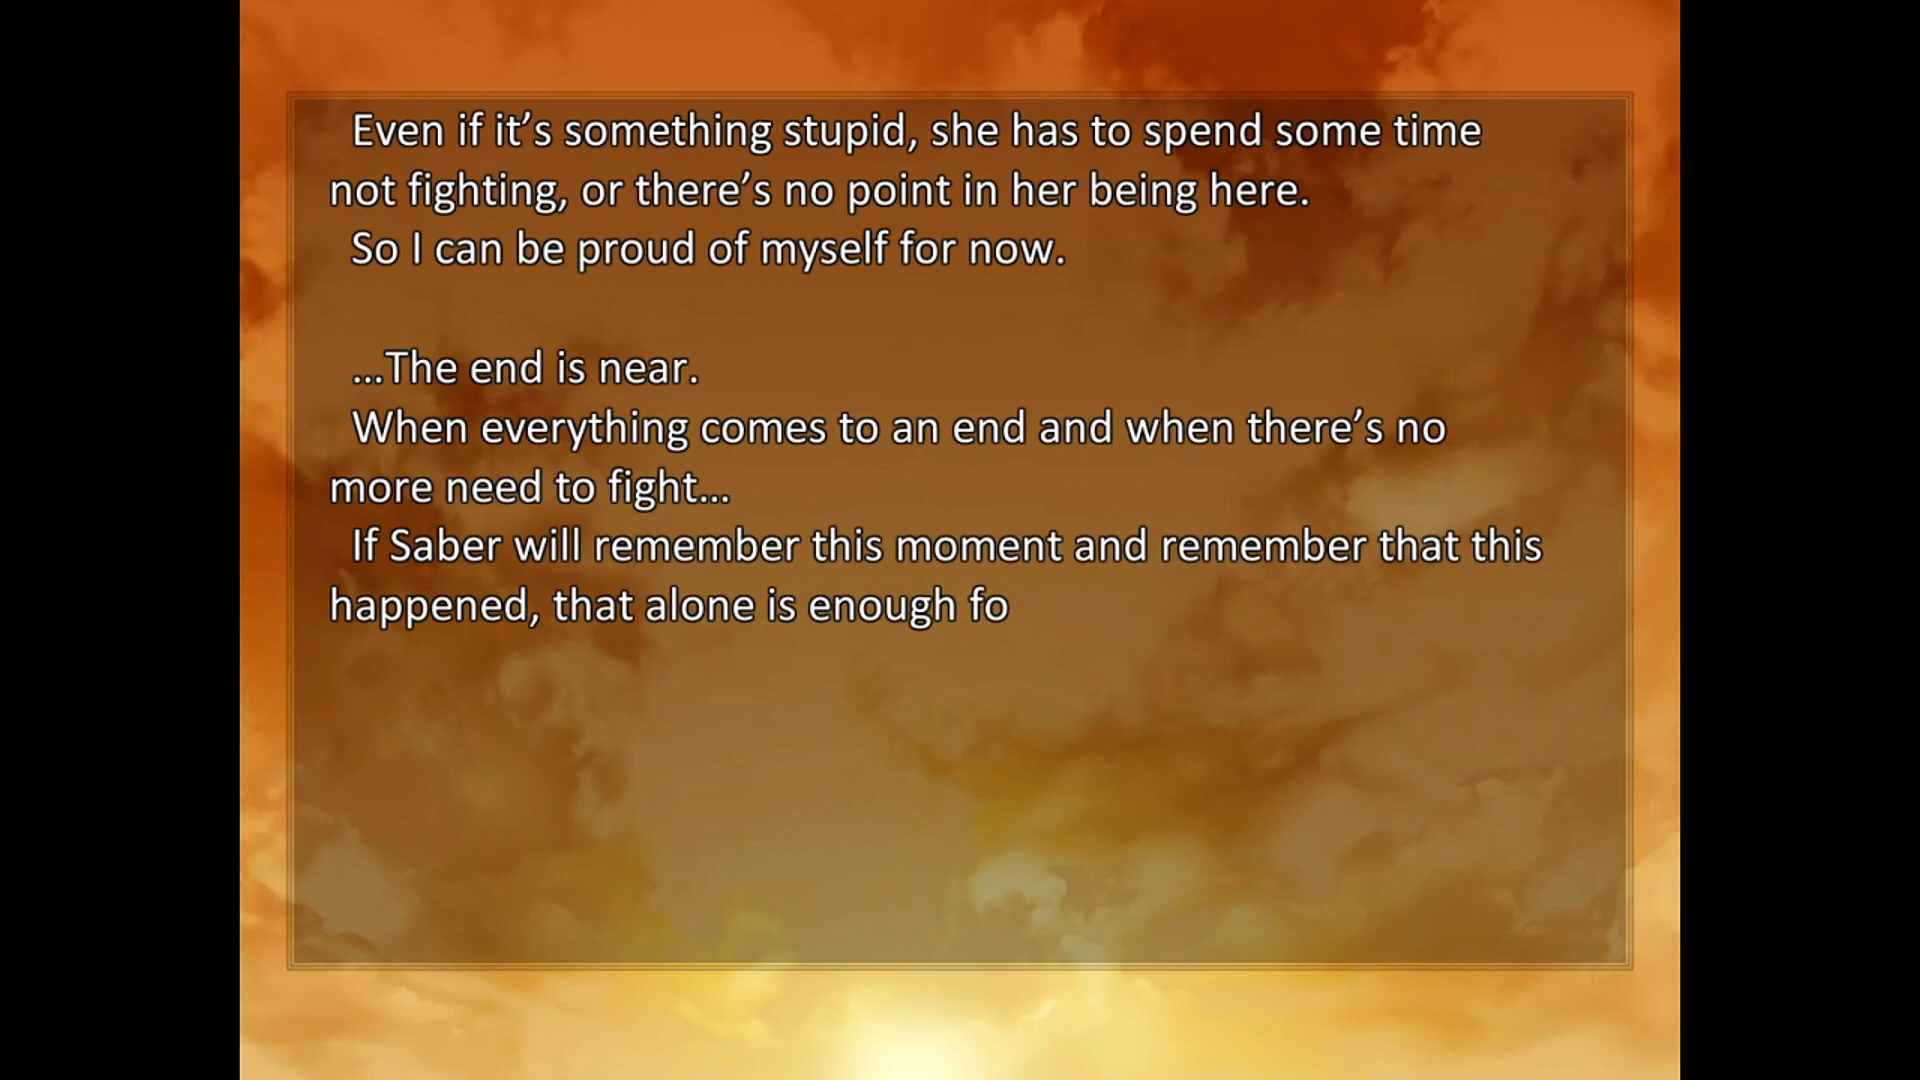 Even if it’s something stupid, she has to spend some time
not fighting, or there’s no point in her being here.
So I can be proud of myself for now.
…The end is near.
When everything comes to an end and when there’s no
more need to fight…
If Saber will remember this moment and remember that this
happened, that alone is enough fo